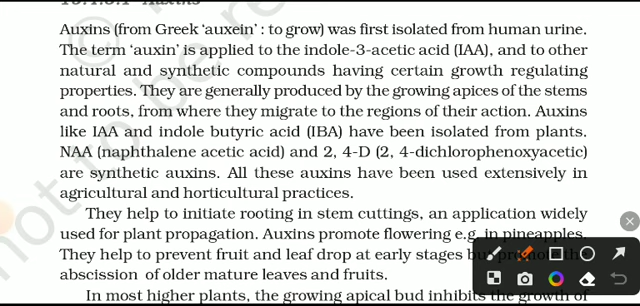 Auxins
Auxins (from Greek ‘auxein’ : to grow) was first isolated from human urine.
The term ‘auxin’ is applied to the indole-3-acetic acid (IAA), and to other
natural and synthetic compounds having certain growth regulating
properties. They are generally produced by the growing apices of the stems
and roots, from where they migrate to the regions of their action. Auxins
like IAA and indole butyric acid (IBA) have been isolated from plants.
NAA (naphthalene acetic acid) and 2, 4-D (2, 4-dichlorophenoxyacetic)
are synthetic auxins. All these auxins have been used extensively in
agricultural and horticultural practices.
They help to initiate rooting in stem cuttings, an application widely
used for plant propagation. Auxins promote flowering e.g. in pineapples.
They help to prevent fruit and leaf drop at early stages but promote the
abscission of older mature leaves and fruits.
In most higher plants, the growing apical bud inhibits the growth of
©
not to be re